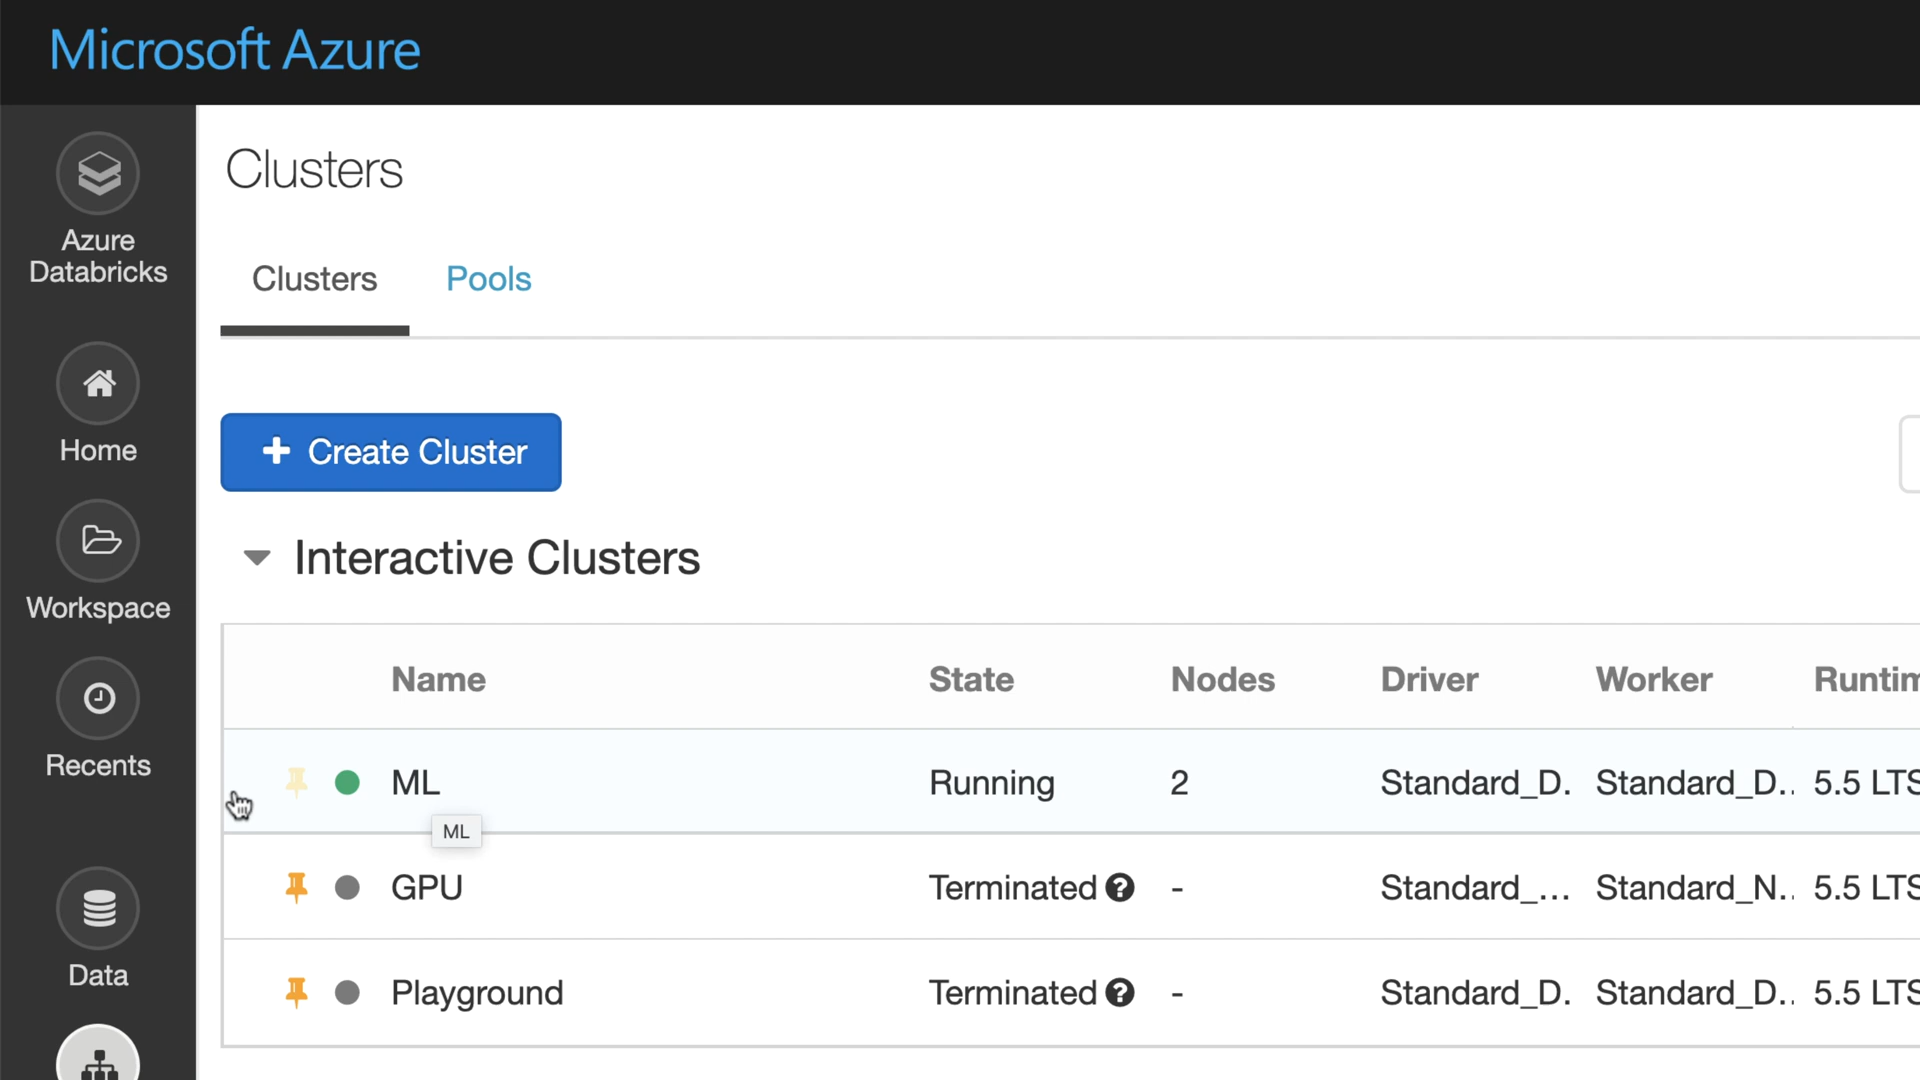 Microsoft Azure
Azure
Databricks
Home
Workspace
Recents
Data
Clusters
Clusters Pools
+ Create Cluster
Interactive Clusters
Name State Nodes Driver Worker Runtim
ML Running 2 Standard_D. Standard_D.. 5.5 LTS
ML
GPU Terminated ? - Standard_... Standard_N.. 5.5 LTS
Playground Terminated ? - Standard_D. Standard_D.. 5.5 LTS